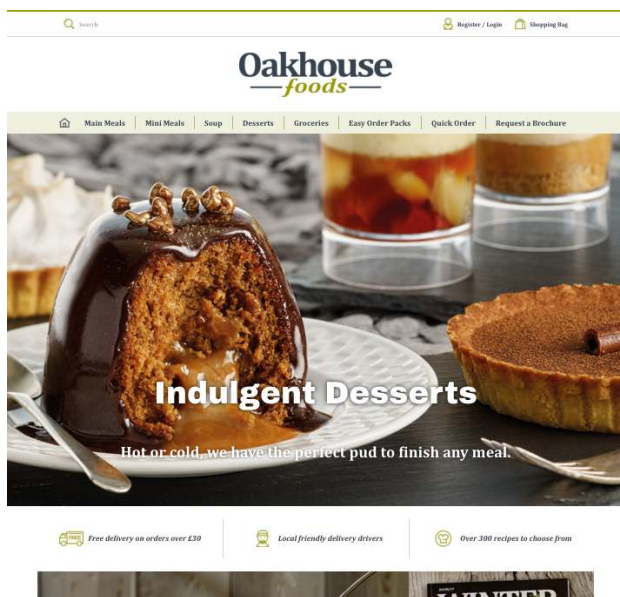 Search
Register / Login
Shopping Bag
Oakhouse
foods
Main Meals
Mini Meals
Soup
Desserts
Groceries
Easy Order Packs
Quick Order
Request a Brochure
Indulgent Desserts
Hot or cold, we have the perfect pud to finish any meal.
FREE
Free delivery on orders over £30
Local friendly delivery drivers
Over 300 recipes to choose from
WINTER